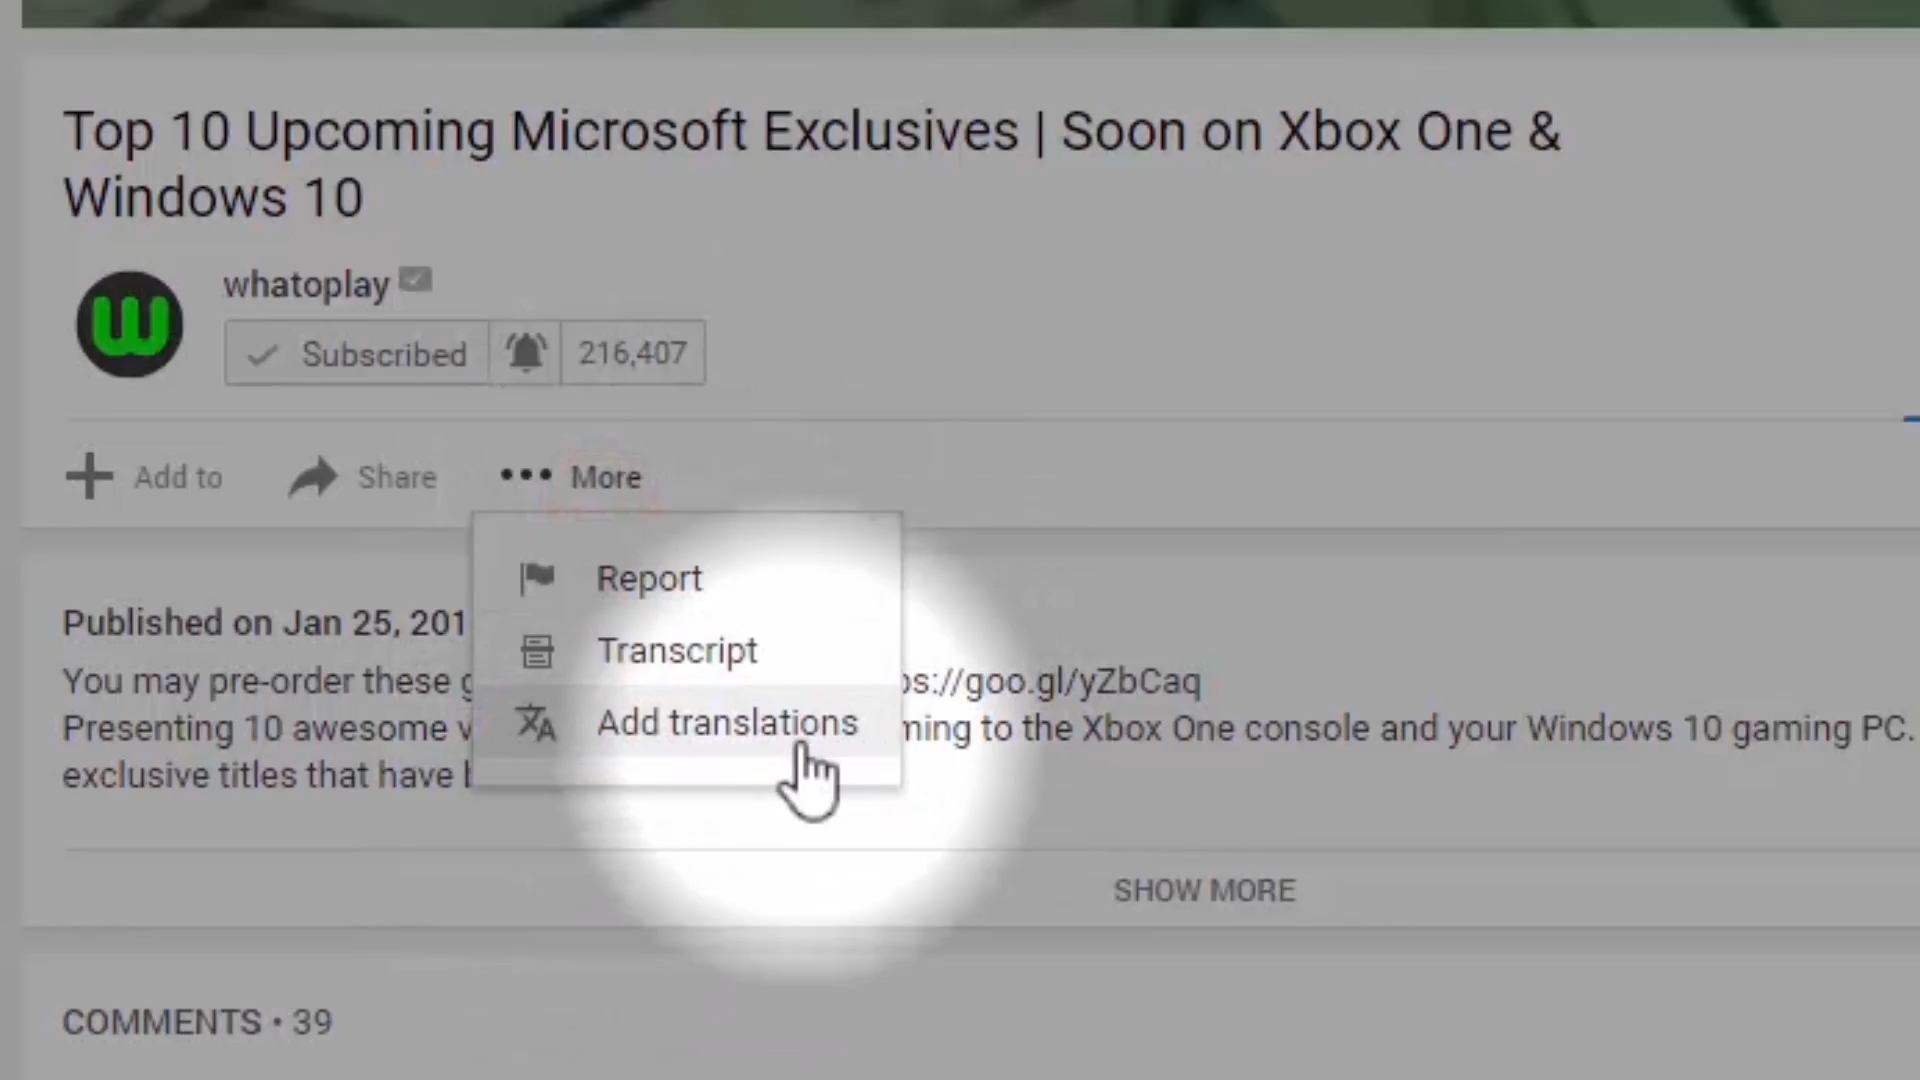 Top 10 Upcoming Microsoft Exclusives | Soon on Xbox One &
Windows 10
whatoplay
Subscribed 216,407
Add to Share More
Report
Published on Jan 25, 201
Transcript
You may pre-order these ps://goo.gl/yZbCaq
Add translations
Presenting 10 awesome ming to the Xbox One console and your Windows 10 gaming PC.
exclusive titles that have
SHOW MORE
COMMENTS • 39